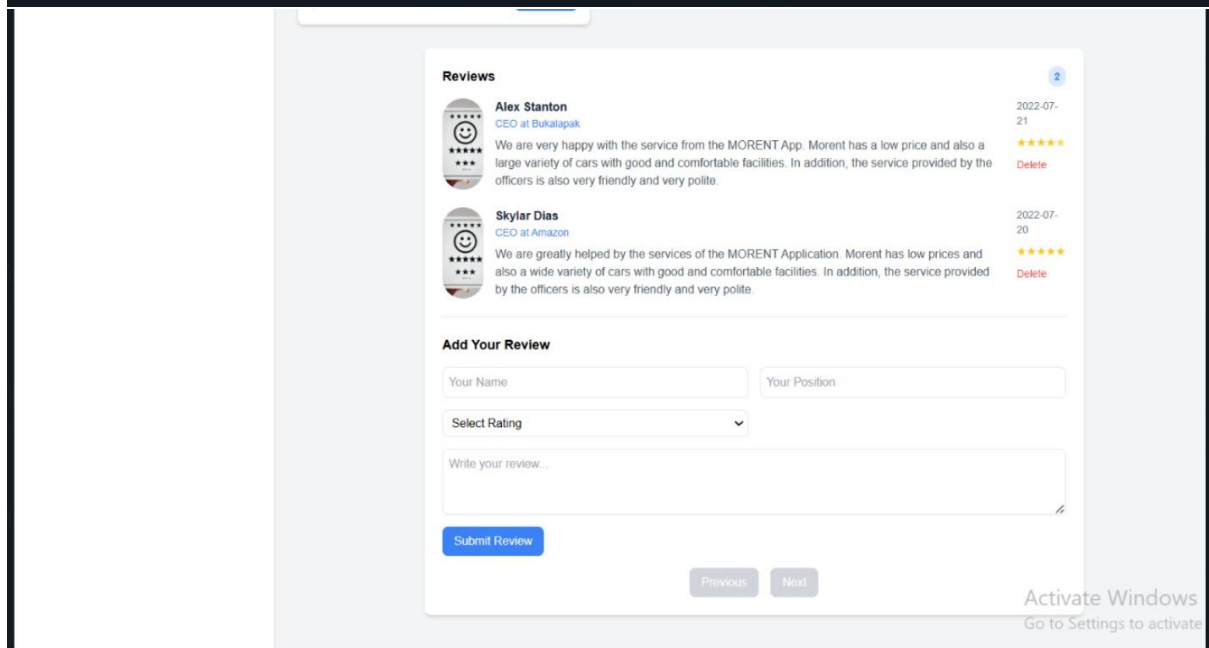 Reviews
2
Alex Stanton
CEO at Bukalapak
We are very happy with the service from the MORENT App. Morent has a low price and also a
large variety of cars with good and comfortable facilities. In addition, the service provided by the
officers is also very friendly and very polite.
2022-07-
21
★★★★★
Delete
Skylar Dias
CEO at Amazon
We are greatly helped by the services of the MORENT Application. Morent has low prices and
also a wide variety of cars with good and comfortable facilities. In addition, the service provided
by the officers is also very friendly and very polite.
2022-07-
20
★★★★★
Delete
Add Your Review
Your Name
Your Position
Select Rating
Write your review...
Submit Review
Previous
Next
Activate Windows
Go to Settings to activate